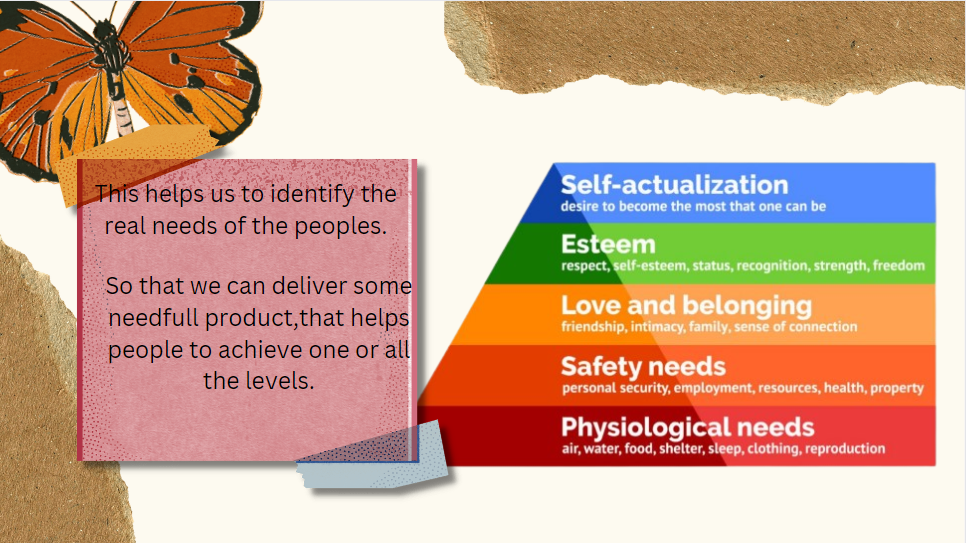 This helps us to identify the
real needs of the peoples.
So that we can deliver some
needfull product,that helps
people to achieve one or all
the levels.
Self-actualization
desire to become the most that one can be
Esteem
respect, self-esteem, status, recognition, strength, freedom
Love and belonging
friendship, intimacy, family, sense of connection
Safety needs
personal security, employment, resources, health, property
Physiological needs
air, water, food, shelter, sleep, clothing, reproduction